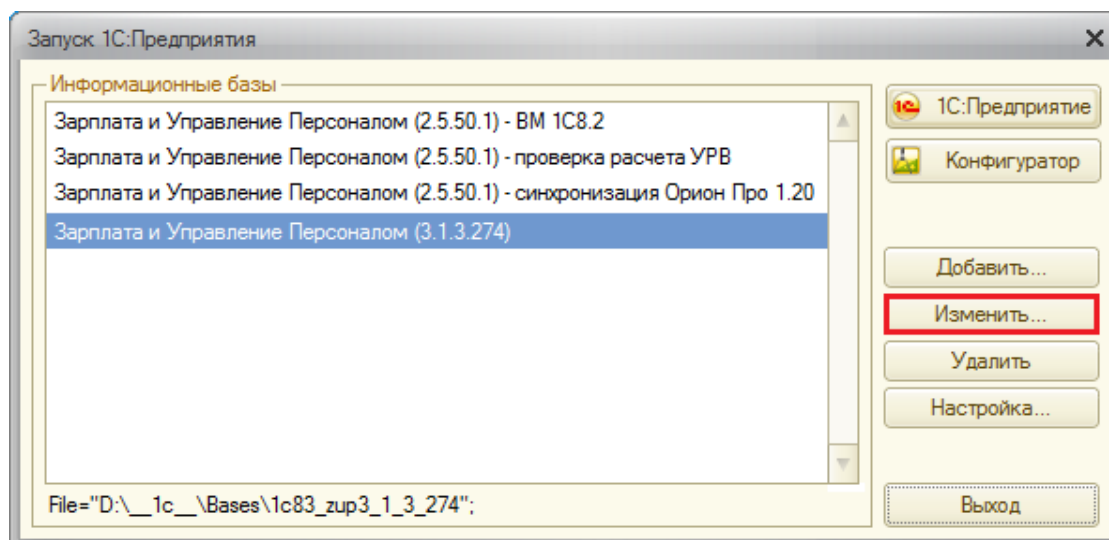 Запуск 1С:Предприятия
Информационные базы
Зарплата и Управление Персоналом (2.5.50.1) - ВМ 1С8.2
Зарплата и Управление Персоналом (2.5.50.1) - проверка расчета УРВ
Зарплата и Управление Персоналом (2.5.50.1) - синхронизация Орион Про 1.20
Зарплата и Управление Персоналом (3.1.3.274)
File="D:\__1c__\Bases\1c83_zup3_1_3_274";
1С:Предприятие
Конфигуратор
Добавить...
Изменить...
Удалить
Настройка...
Выход